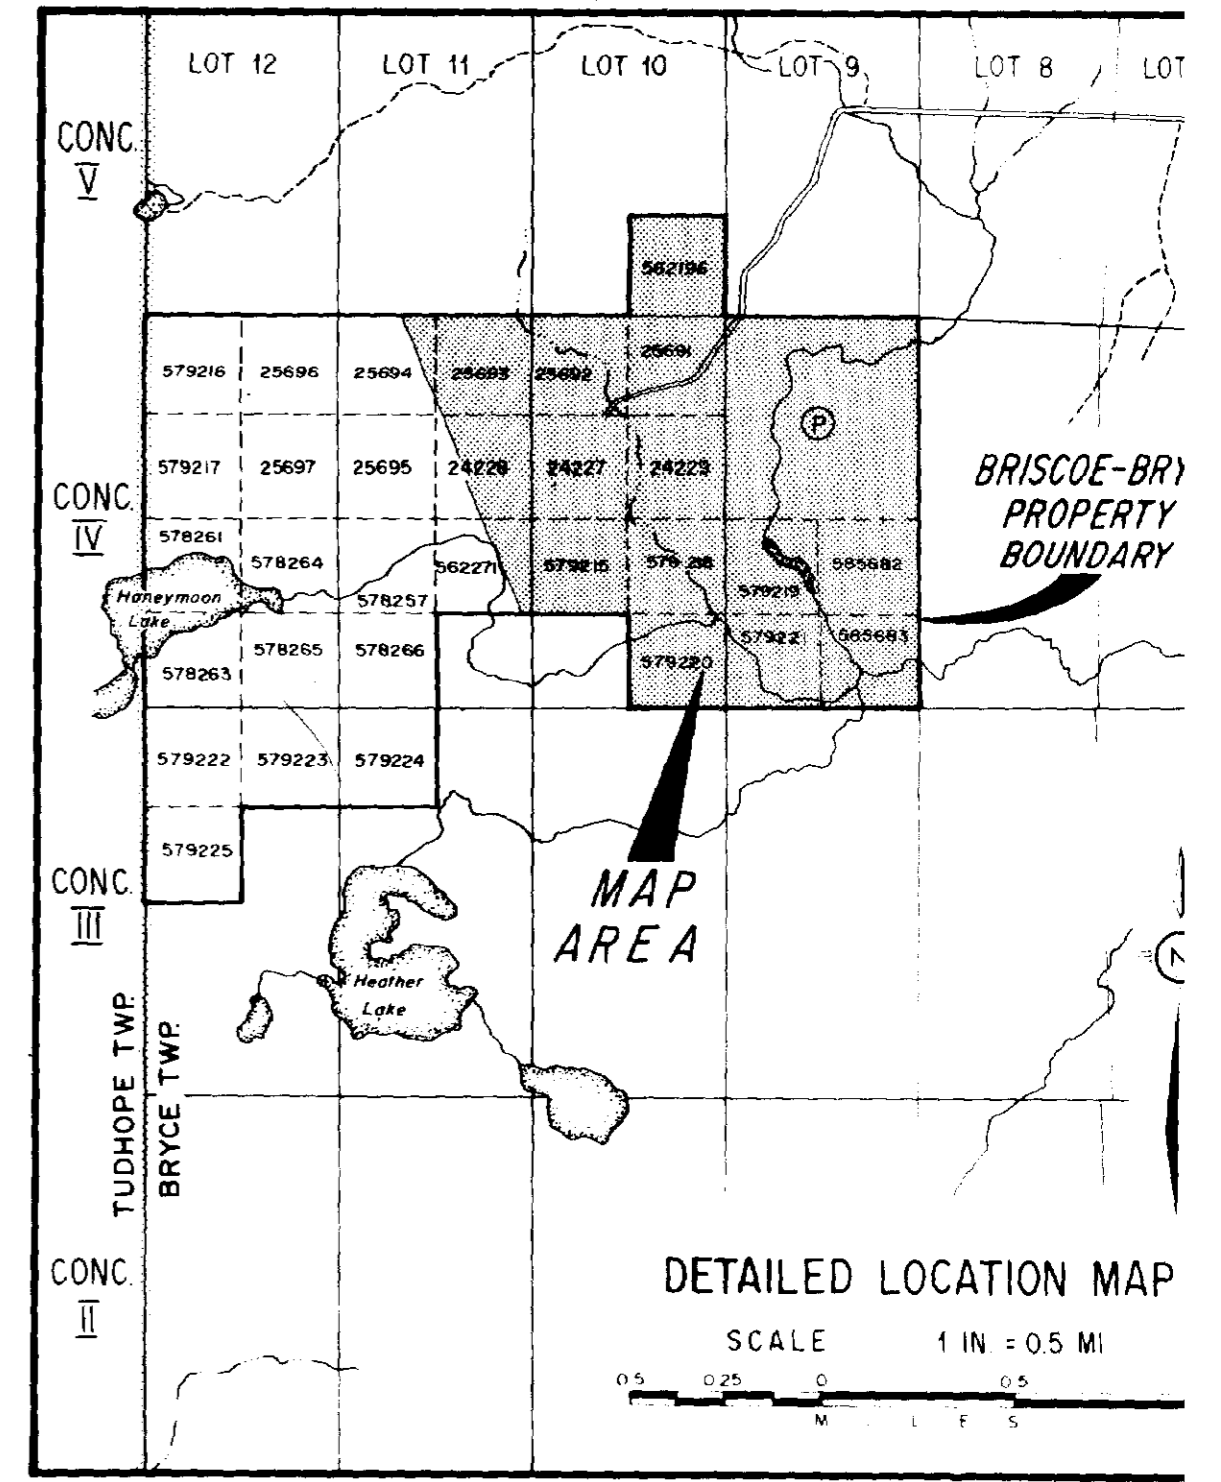 LOT 12 LOT 11 LOT 10 LOT 9 LOT 8 LOT
CONC.
V
562196
25691
579216 25696 25694 25693 25692
P
579217 25697 25695 24228 24227 24229
BRISCOE-BRY
PROPERTY
BOUNDARY
CONC.
IV
578261
578264 562271 579215 579218 585682
Honeymoon
Lake
578257 579219
578265 578266 57922 585683
578263 579220
579222 579223 579224
579225
CONC.
III
MAP
AREA
Heather
Lake
N
TUDHOPE TWP.
BRYCE TWP.
CONC.
II
DETAILED LOCATION MAP
SCALE 1 IN. = 0.5 MI
0.5 0.25 0 0.5
M I L E S